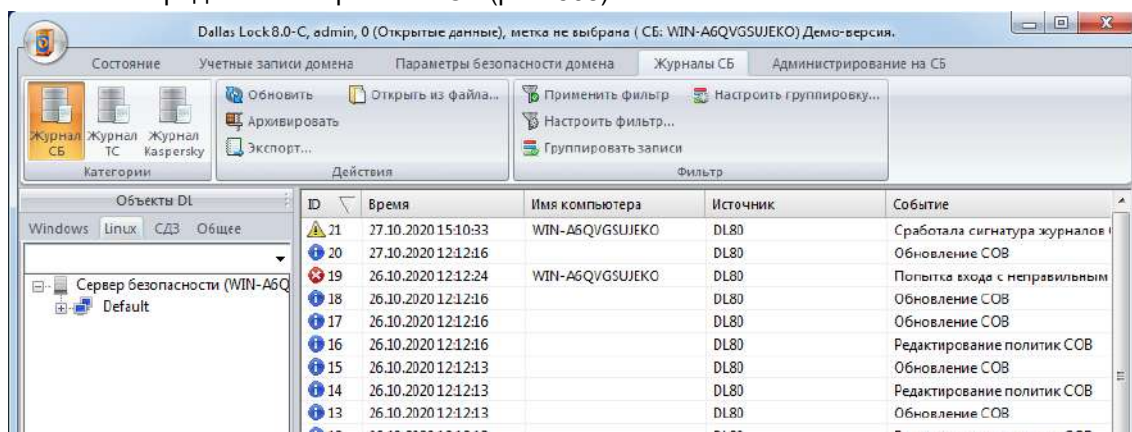 Dallas Lock 8.0-C, admin, 0 (Открытые данные), метка не выбрана ( СБ: WIN-A6QVGSUJEKO) Демо-версия.
Состояние Учетные записи домена Параметры безопасности домена Журналы СБ Администрирование на СБ
Журнал СБ Журнал ТС Журнал Kaspersky
Обновить Открыть из файла...
Архивировать
Экспорт...
Применить фильтр Настроить группировку...
Настроить фильтр...
Группировать записи
Категории Действия Фильтр
Объекты DL
Windows Linux СДЗ Общее
Сервер безопасности (WIN-A6Q
Default
ID Время Имя компьютера Источник Событие
21 27.10.2020 15:10:33 WIN-A6QVGSUJEKO DL80 Сработала сигнатура журналов
20 27.10.2020 12:12:16 DL80 Обновление СОВ
19 26.10.2020 12:12:24 WIN-A6QVGSUJEKO DL80 Попытка входа с неправильным
18 26.10.2020 12:12:16 DL80 Обновление СОВ
17 26.10.2020 12:12:16 DL80 Обновление СОВ
16 26.10.2020 12:12:16 DL80 Редактирование политик СОВ
15 26.10.2020 12:12:13 DL80 Обновление СОВ
14 26.10.2020 12:12:13 DL80 Редактирование политик СОВ
13 26.10.2020 12:12:13 DL80 Обновление СОВ